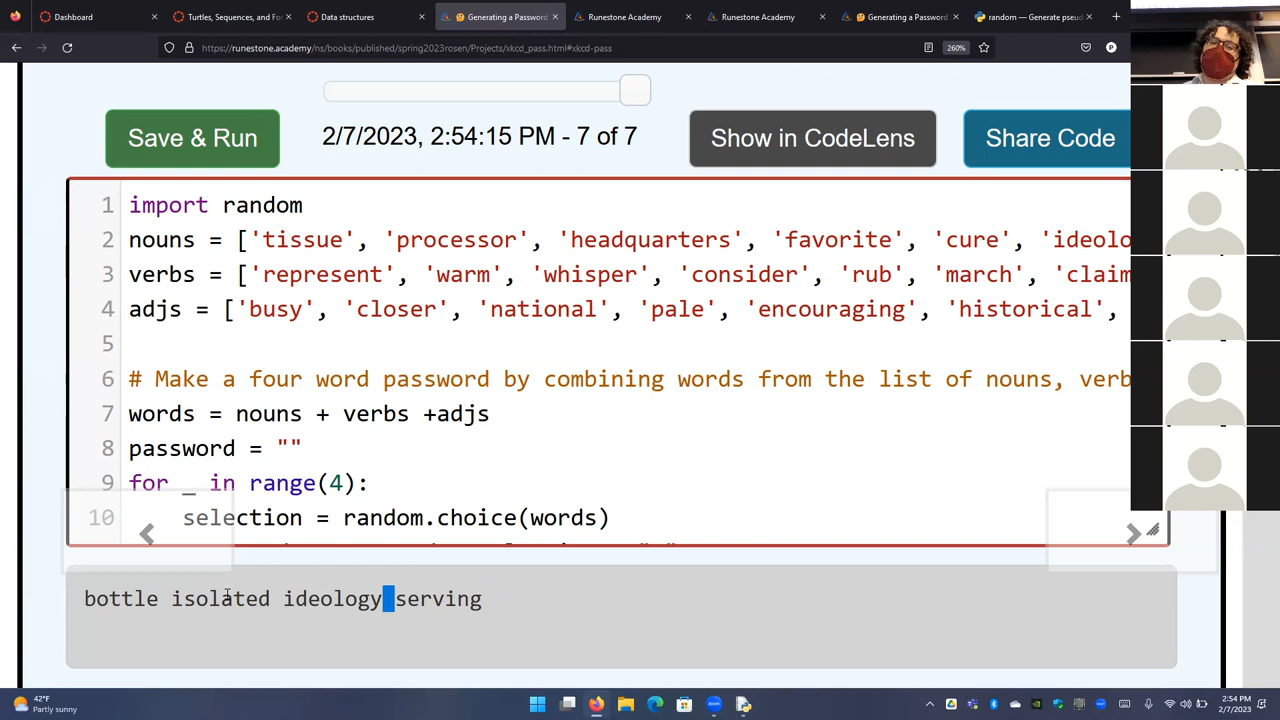 Dashboard
Turtles, Sequences, and For
Data structures
Generating a Password
Runestone Academy
Runestone Academy
Generating a Password
random — Generate pseud
https://runestone.academy/ns/books/published/spring2023rosen/Projects/xkcd_pass.html#xkcd-pass
260%
Save & Run
2/7/2023, 2:54:15 PM - 7 of 7
Show in CodeLens
Share Code
1 import random
2 nouns = ['tissue', 'processor', 'headquarters', 'favorite', 'cure', 'ideolo
3 verbs = ['represent', 'warm', 'whisper', 'consider', 'rub', 'march', 'claim
4 adjs = ['busy', 'closer', 'national', 'pale', 'encouraging', 'historical',
5
6 # Make a four word password by combining words from the list of nouns, verb
7 words = nouns + verbs +adjs
8 password = ""
9 for _ in range(4):
10 selection = random.choice(words)
bottle isolated ideology serving
42°F
Partly sunny
2:54 PM
2/7/2023